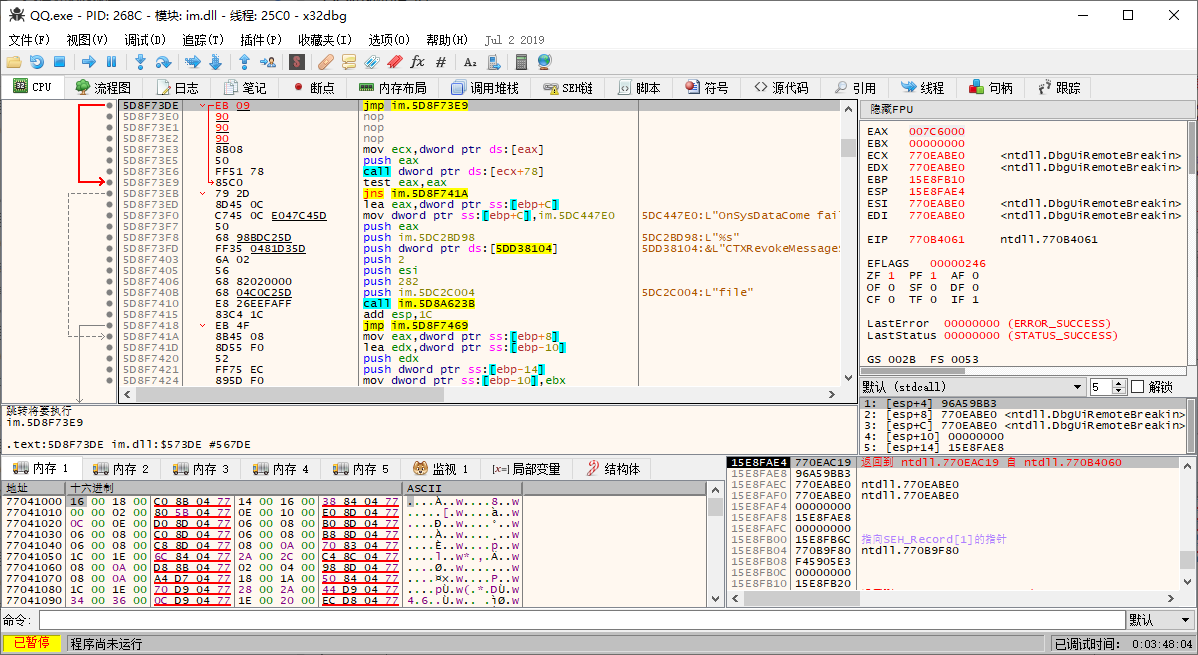 QQ.exe - PID: 268C - 模块: im.dll - 线程: 25C0 - x32dbg
文件(F) 视图(V) 调试(D) 追踪(T) 插件(P) 收藏夹(I) 选项(O) 帮助(H) Jul 2 2019
CPU 流程图 日志 笔记 断点 内存布局 调用堆栈 SEH链 脚本 符号 源代码 引用 线程 句柄 跟踪
5D8F73DE EB 09 jmp im.5D8F73E9
5D8F73E0 90 nop
5D8F73E1 90 nop
5D8F73E2 90 nop
5D8F73E3 8B08 mov ecx,dword ptr ds:[eax]
5D8F73E5 50 push eax
5D8F73E6 FF51 78 call dword ptr ds:[ecx+78]
5D8F73E9 85C0 test eax,eax
5D8F73EB 79 2D jns im.5D8F741A
5D8F73ED 8D45 0C lea eax,dword ptr ss:[ebp+C]
5D8F73F0 C745 0C E047C45D mov dword ptr ss:[ebp+C],im.5DC447E0 5DC447E0:L"OnSysDataCome fai
5D8F73F7 50 push eax
5D8F73F8 68 98BDC25D push im.5DC2BD98 5DC2BD98:L"%s"
5D8F73FD FF35 0481D35D push dword ptr ds:[5DD38104] 5DD38104:&L"CTXRevokeMessage:
5D8F7403 6A 02 push 2
5D8F7405 56 push esi
5D8F7406 68 82020000 push 282
5D8F740B 68 04C0C25D push im.5DC2C004 5DC2C004:L"file"
5D8F7410 E8 26EEFAFF call im.5D8A623B
5D8F7415 83C4 1C add esp,1C
5D8F7418 EB 4F jmp im.5D8F7469
5D8F741A 8B45 08 mov eax,dword ptr ss:[ebp+8]
5D8F741D 8D55 F0 lea edx,dword ptr ss:[ebp-10]
5D8F7420 52 push edx
5D8F7421 FF75 EC push dword ptr ss:[ebp-14]
5D8F7424 895D F0 mov dword ptr ss:[ebp-10],ebx
跳转将要执行
im.5D8F73E9
.text:5D8F73DE im.dll:$573DE #567DE
隐藏FPU
EAX 007C6000
EBX 00000000
ECX 770EABE0 <ntdll.DbgUiRemoteBreakin>
EDX 770EABE0 <ntdll.DbgUiRemoteBreakin>
EBP 15E8FB10
ESP 15E8FAE4
ESI 770EABE0 <ntdll.DbgUiRemoteBreakin>
EDI 770EABE0 <ntdll.DbgUiRemoteBreakin>
EIP 770B4061 ntdll.770B4061
EFLAGS 00000246
ZF 1 PF 1 AF 0
OF 0 SF 0 DF 0
CF 0 TF 0 IF 1
LastError 00000000 (ERROR_SUCCESS)
LastStatus 00000000 (STATUS_SUCCESS)
GS 002B FS 0053
默认 (stdcall) 5 解锁
1: [esp+4] 96A59BB3
2: [esp+8] 770EABE0 <ntdll.DbgUiRemoteBreakin>
3: [esp+C] 770EABE0 <ntdll.DbgUiRemoteBreakin>
4: [esp+10] 00000000
5: [esp+14] 15E8FAE8
内存 1 内存 2 内存 3 内存 4 内存 5 监视 1 [x=] 局部变量 结构体
地址 十六进制 ASCII
77041000 16 00 18 00 C0 8B 04 77 14 00 16 00 38 84 04 77 ....À..w....8..w
77041010 00 00 02 00 80 5B 04 77 0E 00 10 00 E0 8D 04 77 .....[.w....à..w
77041020 0C 00 0E 00 D0 8D 04 77 06 00 08 00 B0 8D 04 77 ....Ð..w....°..w
77041030 06 00 08 00 C0 8D 04 77 06 00 08 00 B8 8D 04 77 ....À..w....¸..w
77041040 06 00 08 00 C8 8D 04 77 08 00 0A 00 70 83 04 77 ....È..w....p..w
77041050 1C 00 1E 00 6C 84 04 77 2A 00 2C 00 C4 8C 04 77 ....l..w*.,.Ä..w
77041060 08 00 0A 00 D8 8B 04 77 02 00 04 00 98 8D 04 77 ....Ø..w.......w
77041070 08 00 0A 00 A4 D7 04 77 18 00 1A 00 50 84 04 77 ....¤×.w....P..w
77041080 1C 00 1E 00 70 D9 04 77 28 00 2A 00 44 D9 04 77 ....pÙ.w(.*.DÙ.w
77041090 34 00 36 00 0C D9 04 77 1E 00 20 00 EC D8 04 77 4.6..Ù.w.. .ìØ.w
15E8FAE4 770EAC19 返回到 ntdll.770EAC19 自 ntdll.770B4060
15E8FAE8 96A59BB3
15E8FAEC 770EABE0 ntdll.770EABE0
15E8FAF0 770EABE0 ntdll.770EABE0
15E8FAF4 00000000
15E8FAF8 15E8FAE8
15E8FAFC 00000000
15E8FB00 15E8FB6C 指向SEH_Record[1]的指针
15E8FB04 770B9F80 ntdll.770B9F80
15E8FB08 F45905E3
15E8FB0C 00000000
15E8FB10 15E8FB20
命令: 默认
已暂停 程序尚未运行 已调试时间: 0:03:48:04